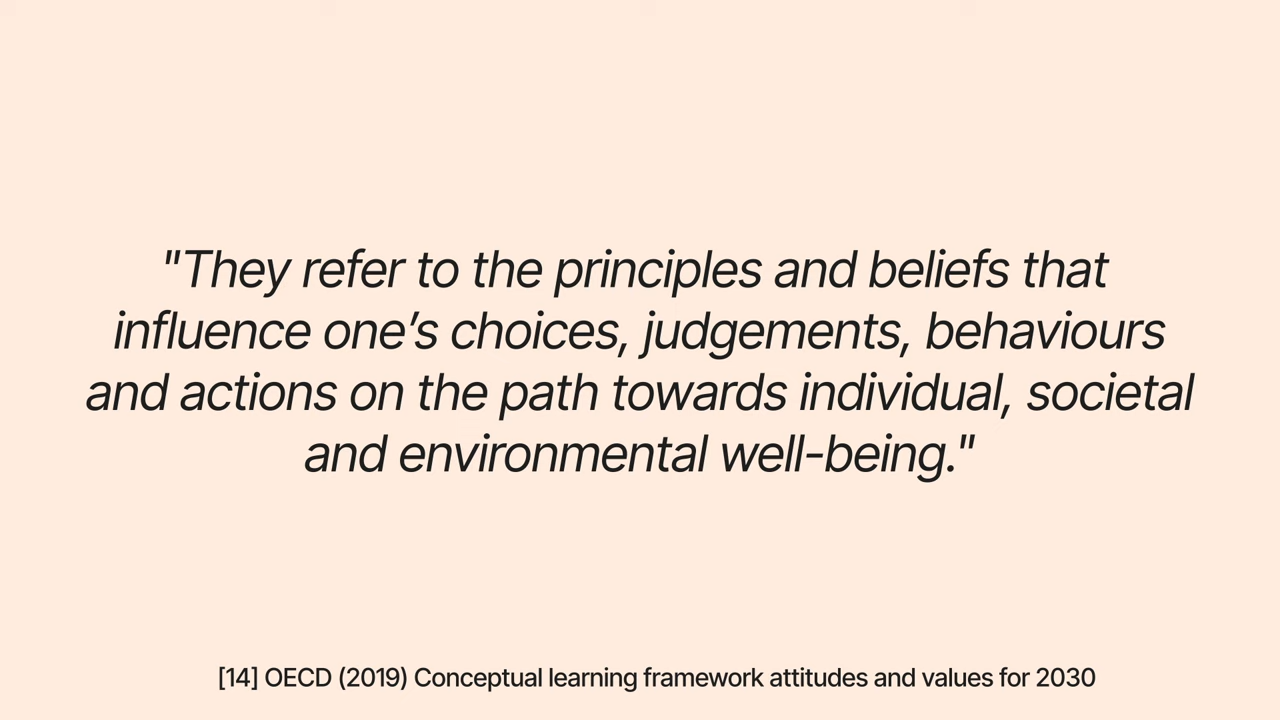 "They refer to the principles and beliefs that
influence one’s choices, judgements, behaviours
and actions on the path towards individual, societal
and environmental well-being."
[14] OECD (2019) Conceptual learning framework attitudes and values for 2030